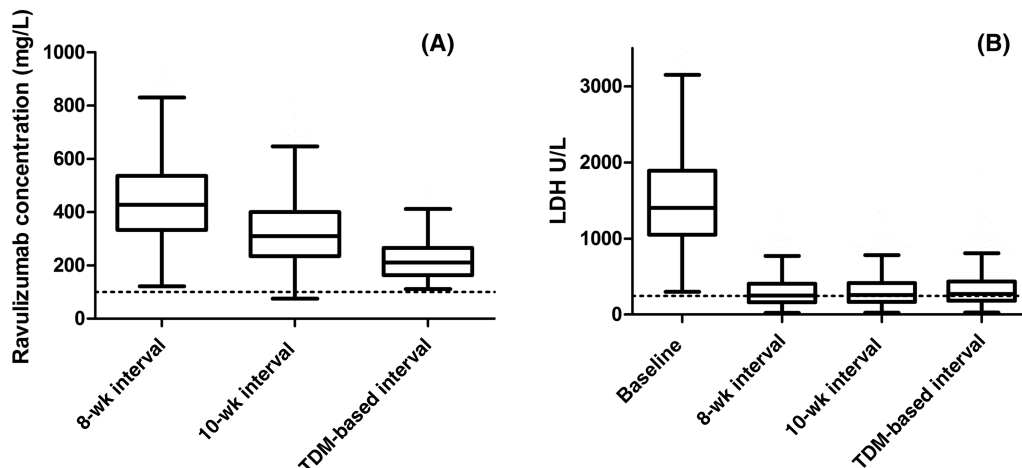 (A)
Ravulizumab concentration (mg/L)
1000
800
600
400
200
0
8-wk interval
10-wk interval
TDM-based interval
(B)
LDH U/L
3000
2000
1000
0
Baseline
8-wk interval
10-wk interval
TDM-based interval